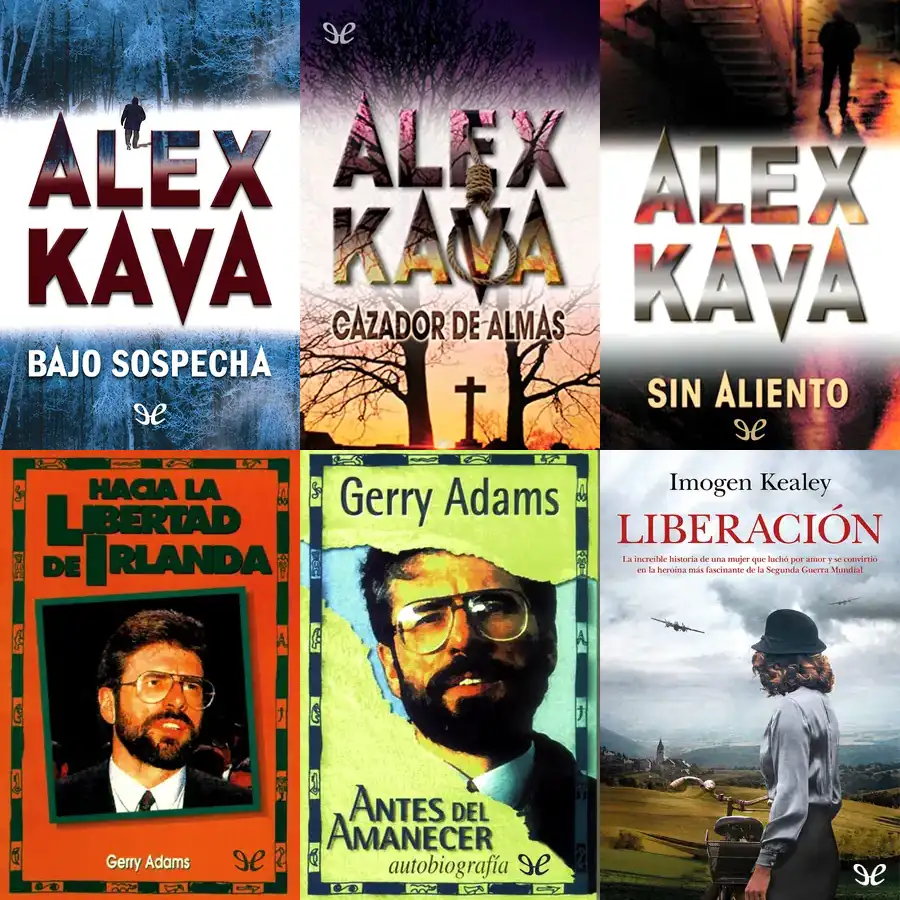 ALEX
KAVA
BAJO SOSPECHA
ALEX
KAVA
CAZADOR DE ALMAS
ALEX
KAVA
SIN ALIENTO
HACIA LA
LIBERTAD
DE IRLANDA
Gerry Adams
Gerry Adams
ANTES DEL
AMANECER
autobiografía
Imogen Kealey
LIBERACIÓN
La increíble historia de una mujer que luchó por amor y se convirtió
en la heroína más fascinante de la Segunda Guerra Mundial